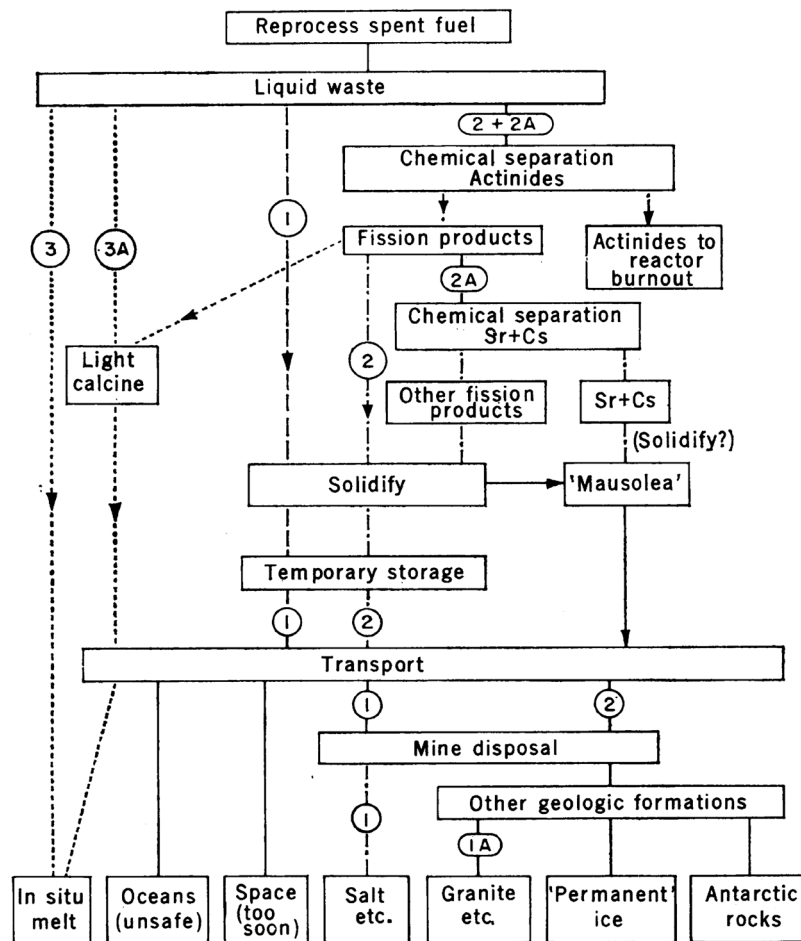 Reprocess spent fuel
Liquid waste
2 + 2A
Chemical separation
Actinides
1
3
3A
Fission products
Actinides to
reactor
burnout
2A
Chemical separation
Sr+Cs
Light
calcine
2
Other fission
products
Sr+Cs
(Solidify?)
Solidify
'Mausolea'
Temporary storage
1
2
Transport
1
2
Mine disposal
Other geologic formations
1
1A
In situ
melt
Oceans
(unsafe)
Space
(too
soon)
Salt
etc.
Granite
etc.
'Permanent'
ice
Antarctic
rocks